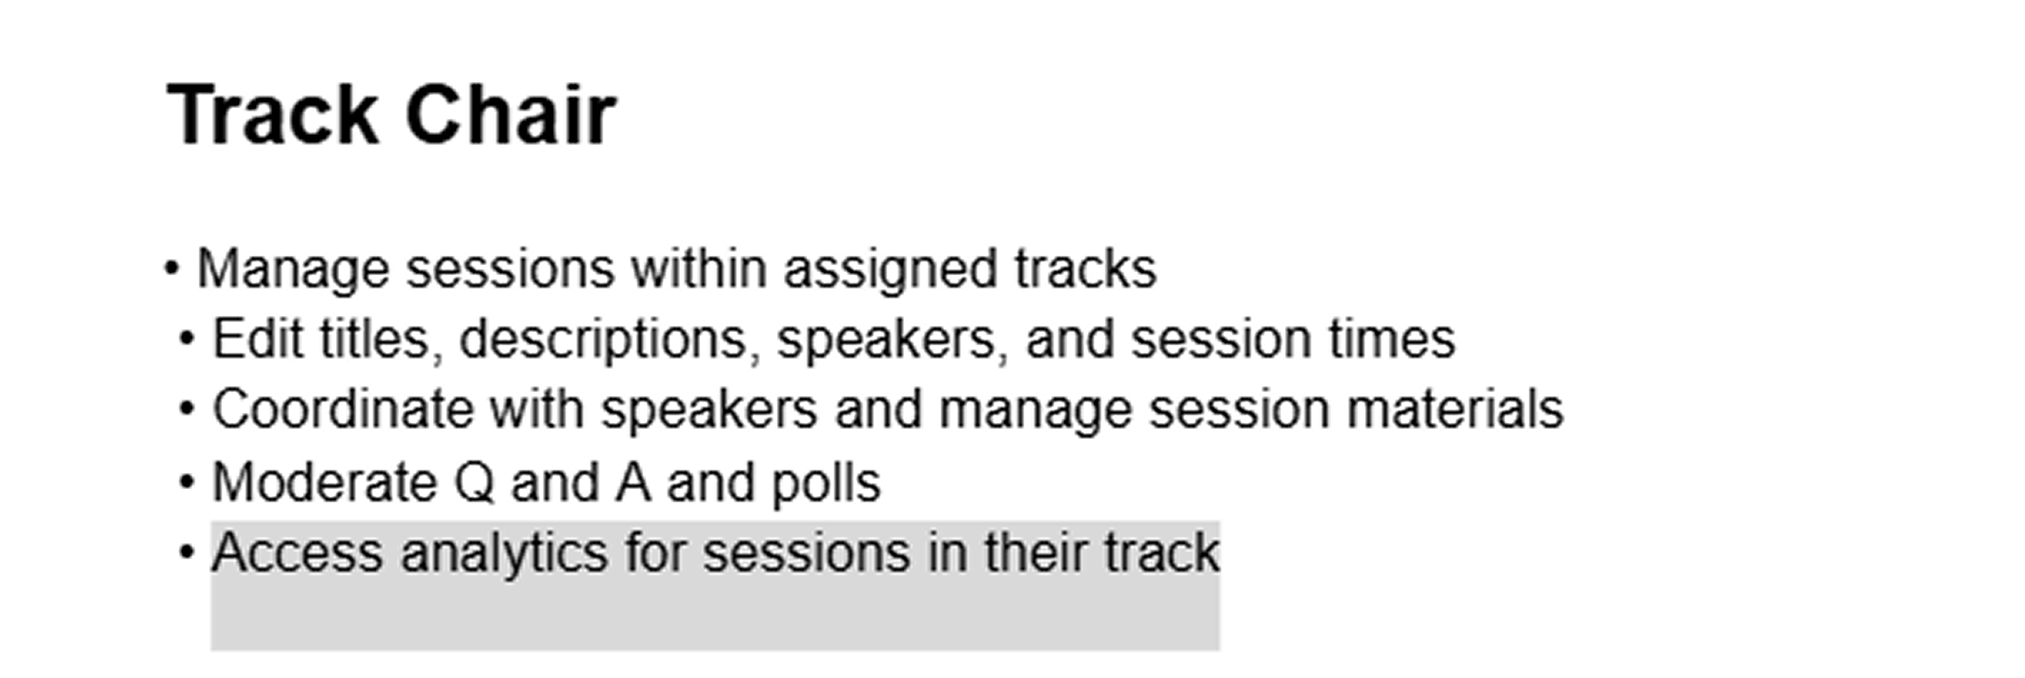 Track Chair
• Manage sessions within assigned tracks
• Edit titles, descriptions, speakers, and session times
• Coordinate with speakers and manage session materials
• Moderate Q and A and polls
• Access analytics for sessions in their track